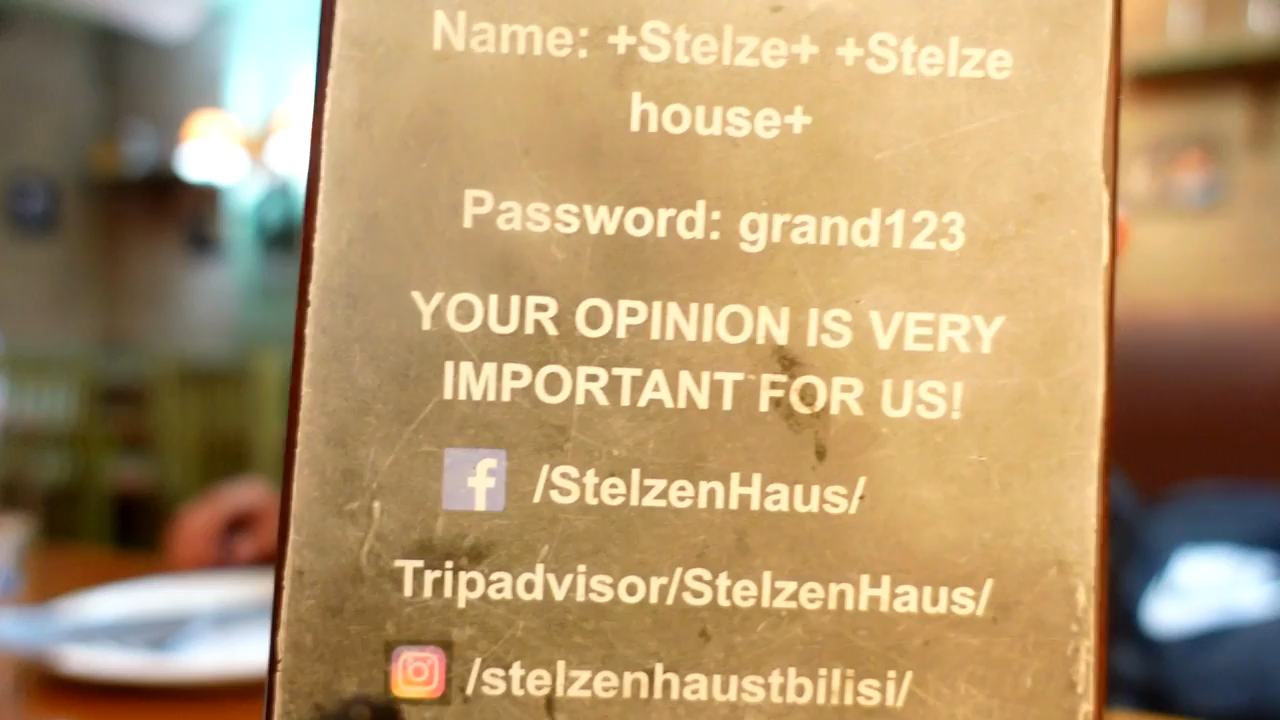 Name: +Stelze+ +Stelze
house+
Password: grand123
YOUR OPINION IS VERY
IMPORTANT FOR US!
f /StelzenHaus/
Tripadvisor/StelzenHaus/
/stelzenhaustbilisi/